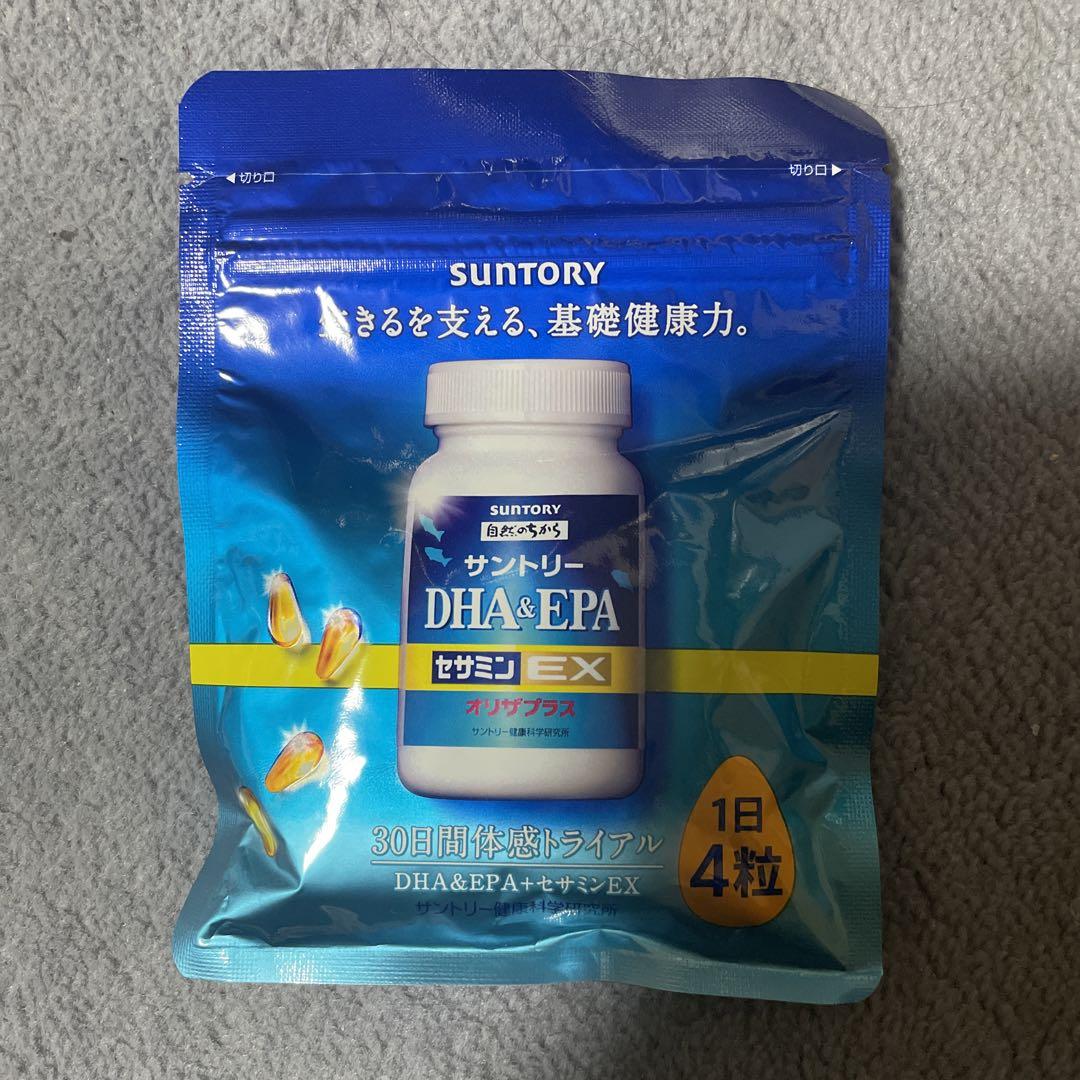 ◀切り口
切り口▶
SUNTORY
生きるを支える、基礎健康力。
SUNTORY
自然のちから
サントリー
DHA&EPA
セサミンEX
オリザプラス
サントリー健康科学研究所
30日間体感トライアル
DHA&EPA+セサミンEX
サントリー健康科学研究所
1日
4粒